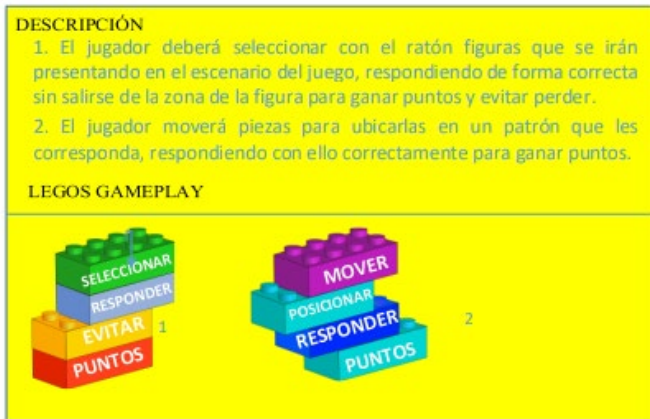 DESCRIPCIÓN
1. El jugador deberá seleccionar con el ratón figuras que se irán
presentando en el escenario del juego, respondiendo de forma correcta
sin salirse de la zona de la figura para ganar puntos y evitar perder.
2. El jugador moverá piezas para ubicarlas en un patrón que les
corresponda, respondiendo con ello correctamente para ganar puntos.
LEGOS GAMEPLAY
SELECCIONAR
RESPONDER
EVITAR
1
PUNTOS
MOVER
POSICIONAR
RESPONDER
2
PUNTOS